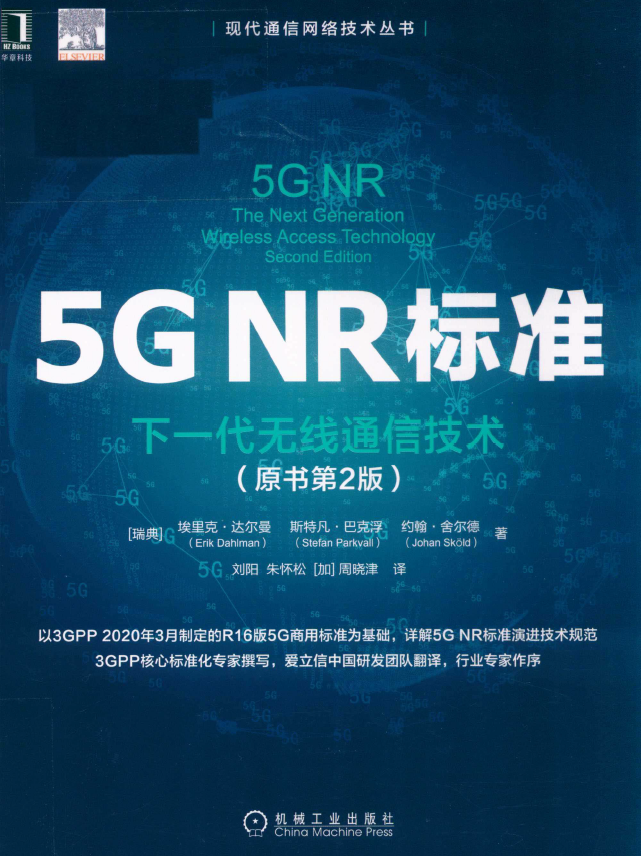 现代通信网络技术丛书
HZ Books
华章科技
ELSEVIER
5G NR
The Next Generation
Wireless Access Technology
Second Edition
5G NR标准
下一代无线通信技术
（原书第2版）
[瑞典] 埃里克·达尔曼 斯特凡·巴克浮 约翰·舍尔德 著
（Erik Dahlman） （Stefan Parkvall） （Johan Sköld）
刘阳 朱怀松 [加]周晓津 译
以3GPP 2020年3月制定的R16版5G商用标准为基础，详解5G NR标准演进技术规范
3GPP核心标准化专家撰写，爱立信中国研发团队翻译，行业专家作序
机械工业出版社
China Machine Press